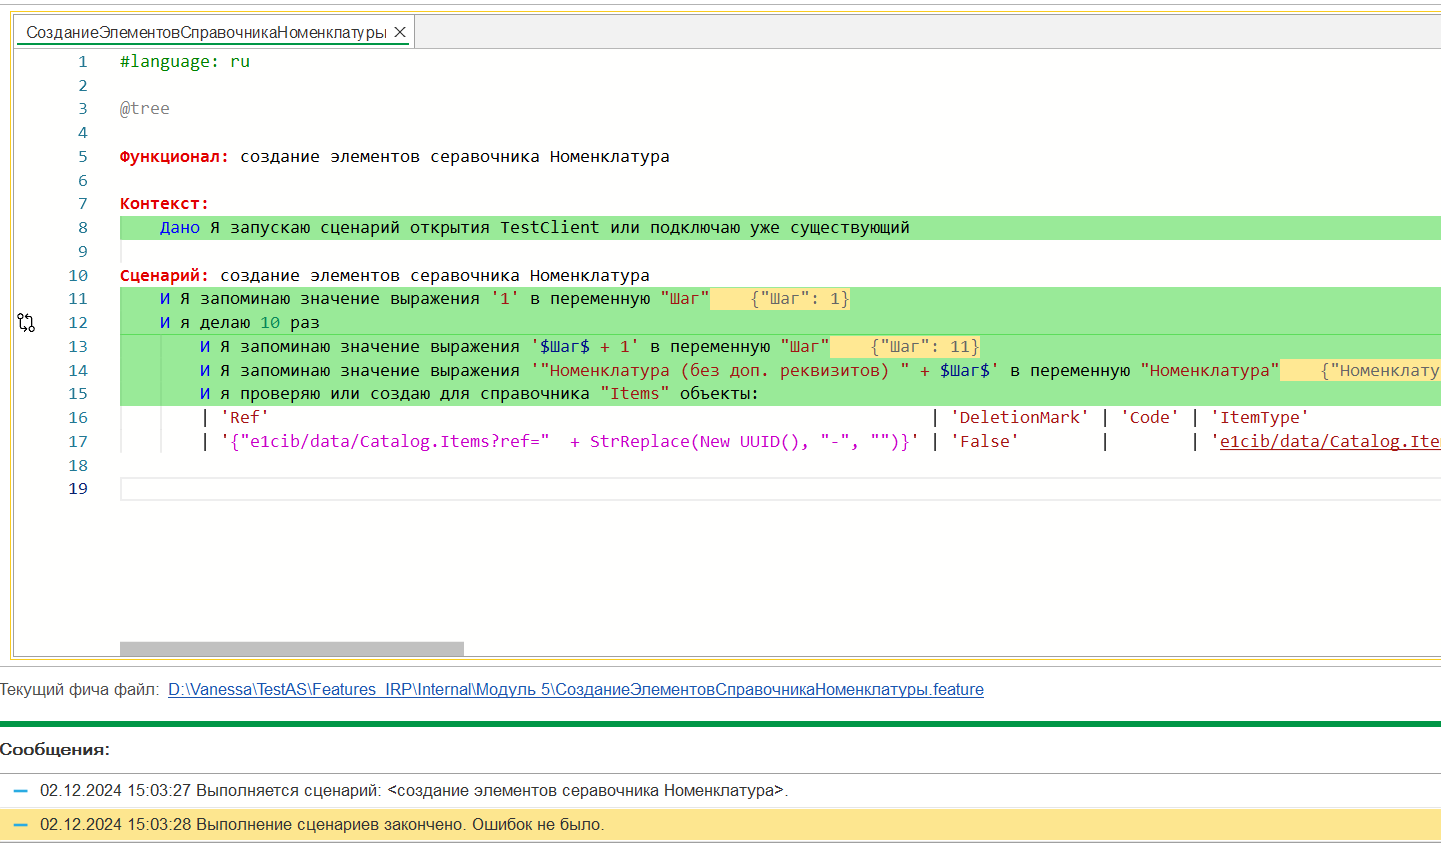 СозданиеЭлементовСправочникаНоменклатуры
1 #language: ru
2
3 @tree
4
5 Функционал: создание элементов серавочника Номенклатура
6
7 Контекст:
8 Дано Я запускаю сценарий открытия TestClient или подключаю уже существующий
9
10 Сценарий: создание элементов серавочника Номенклатура
11 И Я запоминаю значение выражения '1' в переменную "Шаг" {"Шаг": 1}
12 И я делаю 10 раз
13 И Я запоминаю значение выражения '$Шаг$ + 1' в переменную "Шаг" {"Шаг": 11}
14 И Я запоминаю значение выражения '"Номенклатура (без доп. реквизитов) " + $Шаг$' в переменную "Номенклатура" {"Номенклату
15 И я проверяю или создаю для справочника "Items" объекты:
16 | 'Ref' | 'DeletionMark' | 'Code' | 'ItemType'
17 | '{"e1cib/data/Catalog.Items?ref=" + StrReplace(New UUID(), "-", "")}' | 'False' | | 'e1cib/data/Catalog.Ite
18
19
Текущий фича файл: D:\Vanessa\TestAS\Features_IRP\Internal\Модуль 5\СозданиеЭлементовСправочникаНоменклатуры.feature
Сообщения:
02.12.2024 15:03:27 Выполняется сценарий: <создание элементов серавочника Номенклатура>.
02.12.2024 15:03:28 Выполнение сценариев закончено. Ошибок не было.